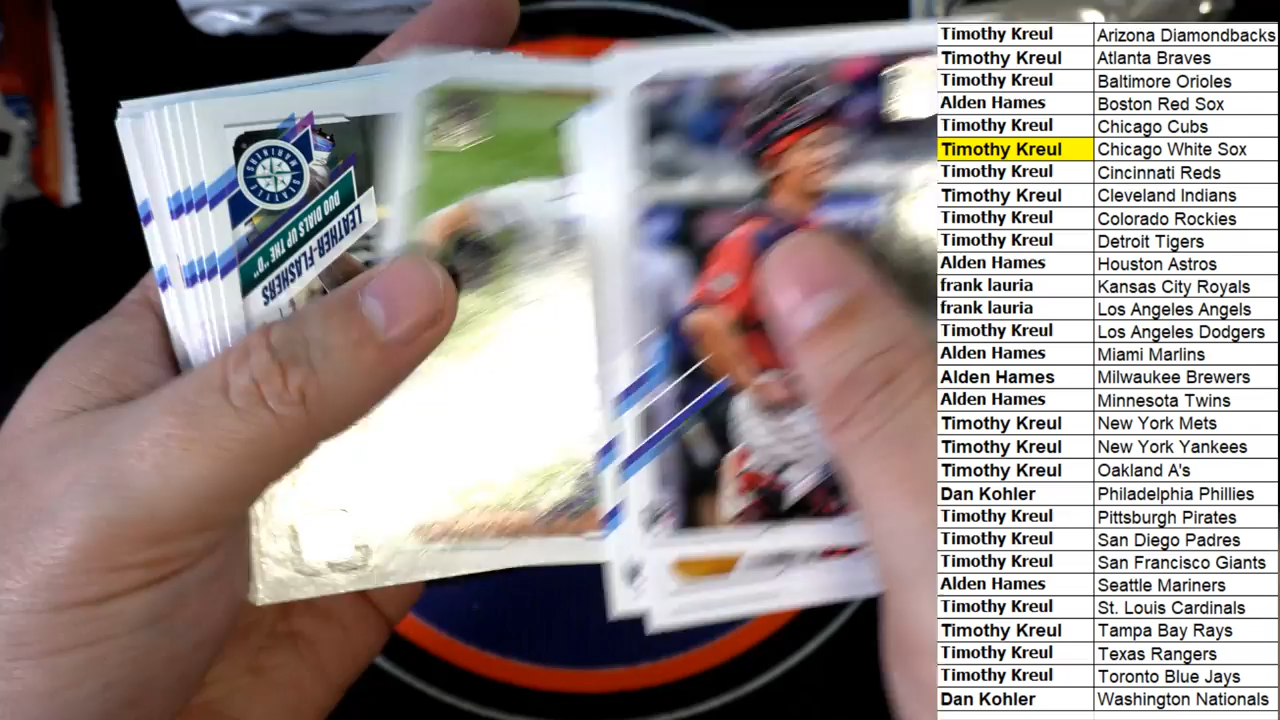 Timothy Kreul Arizona Diamondbacks
Timothy Kreul Atlanta Braves
Timothy Kreul Baltimore Orioles
Alden Hames Boston Red Sox
Timothy Kreul Chicago Cubs
Timothy Kreul Chicago White Sox
Timothy Kreul Cincinnati Reds
Timothy Kreul Cleveland Indians
Timothy Kreul Colorado Rockies
Timothy Kreul Detroit Tigers
Alden Hames Houston Astros
frank lauria Kansas City Royals
frank lauria Los Angeles Angels
Timothy Kreul Los Angeles Dodgers
Alden Hames Miami Marlins
Alden Hames Milwaukee Brewers
Alden Hames Minnesota Twins
Timothy Kreul New York Mets
Timothy Kreul New York Yankees
Timothy Kreul Oakland A's
Dan Kohler Philadelphia Phillies
Timothy Kreul Pittsburgh Pirates
Timothy Kreul San Diego Padres
Timothy Kreul San Francisco Giants
Alden Hames Seattle Mariners
Timothy Kreul St. Louis Cardinals
Timothy Kreul Tampa Bay Rays
Timothy Kreul Texas Rangers
Timothy Kreul Toronto Blue Jays
Dan Kohler Washington Nationals
SEATTLE
MARINERS
LEATHER-FLASHERS
DUO DIALS UP THE "D"